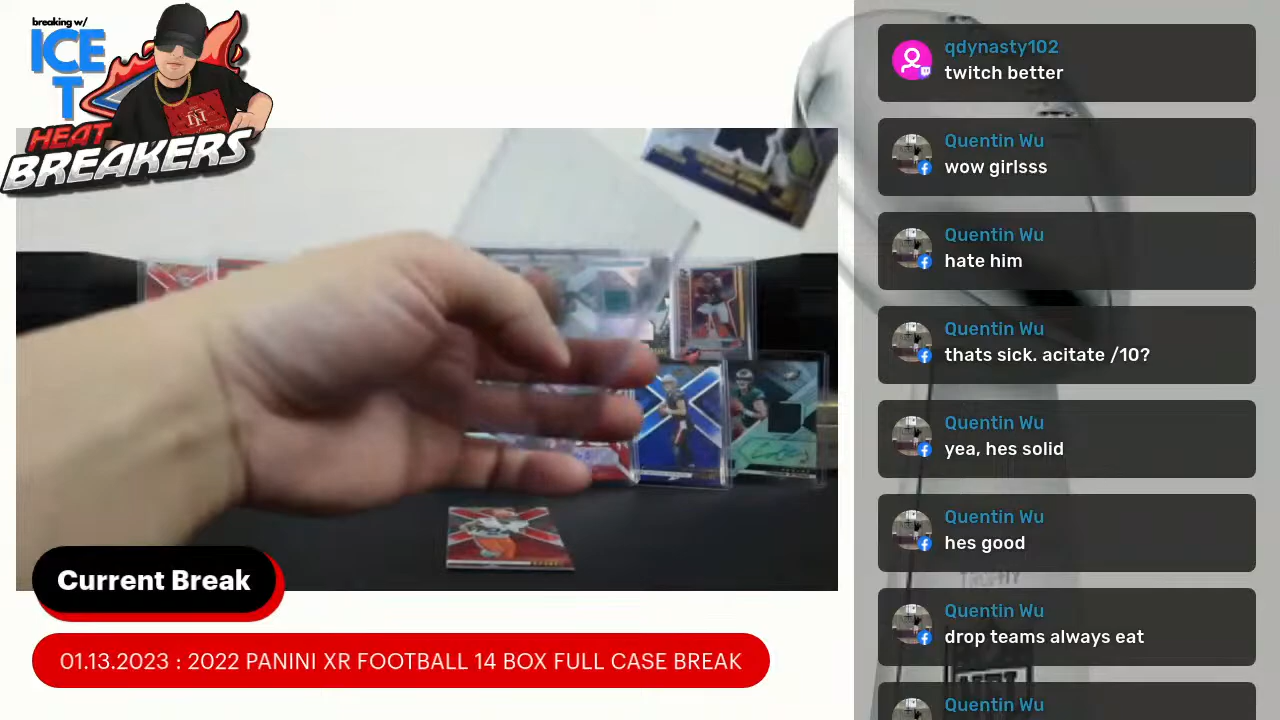 breaking w/
ICE
T
HEAT
BREAKERS
Current Break
01.13.2023 : 2022 PANINI XR FOOTBALL 14 BOX FULL CASE BREAK
qdynasty102
twitch better
Quentin Wu
wow girlsss
Quentin Wu
hate him
Quentin Wu
thats sick. acitate /10?
Quentin Wu
yea, hes solid
Quentin Wu
hes good
TROPHY
Quentin Wu
drop teams always eat
Quentin Wu